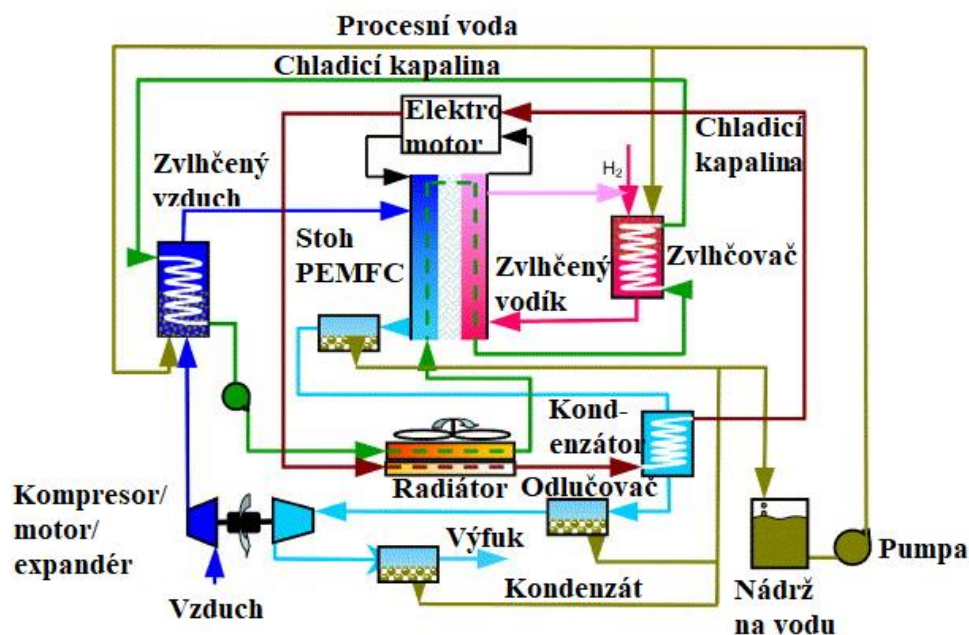 Procesní voda
Chladicí kapalina
Elektro
motor
Chladicí
kapalina
Zvlhčený
vzduch
H₂
Stoh
PEMFC
Zvlhčený
vodík
Zvlhčovač
Kond-
enzátor
Radiátor
Odlučovač
Kompresor/
motor/
expandér
Výfuk
Pumpa
Vzduch
Kondenzát
Nádrž
na vodu